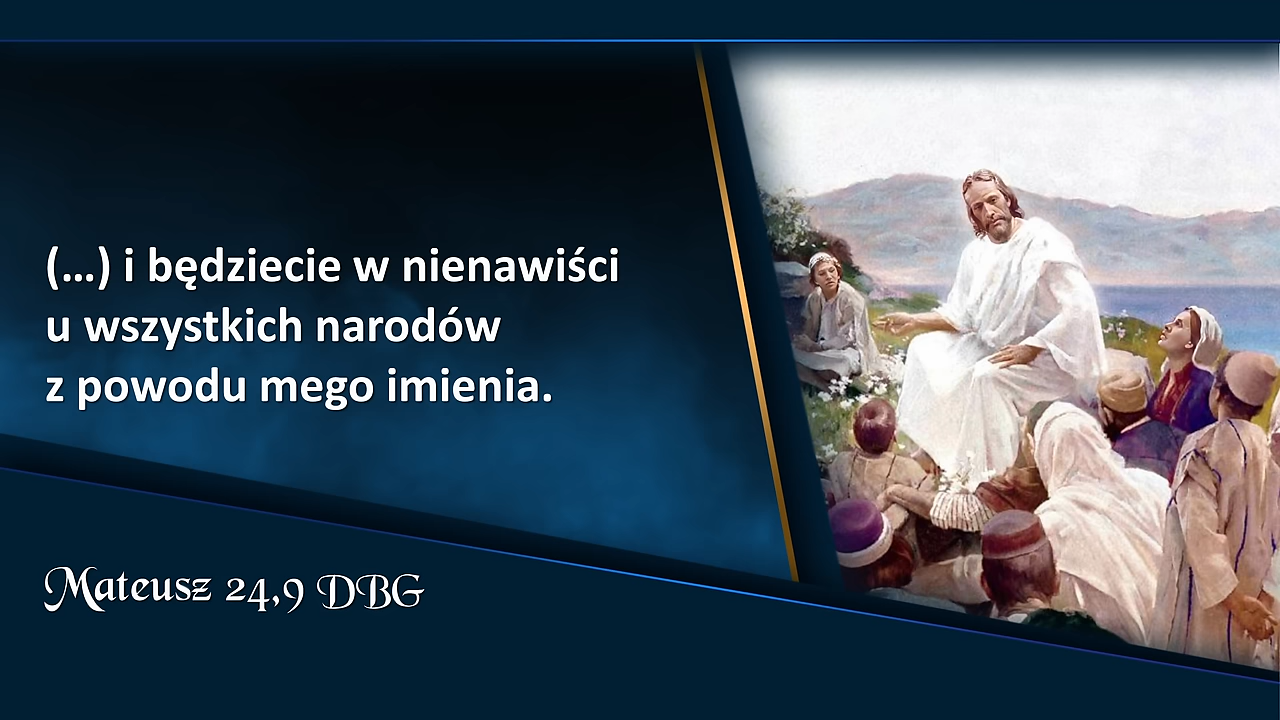 (…) i będziecie w nienawiści
u wszystkich narodów
z powodu mego imienia.
Mateusz 24,9 DBG